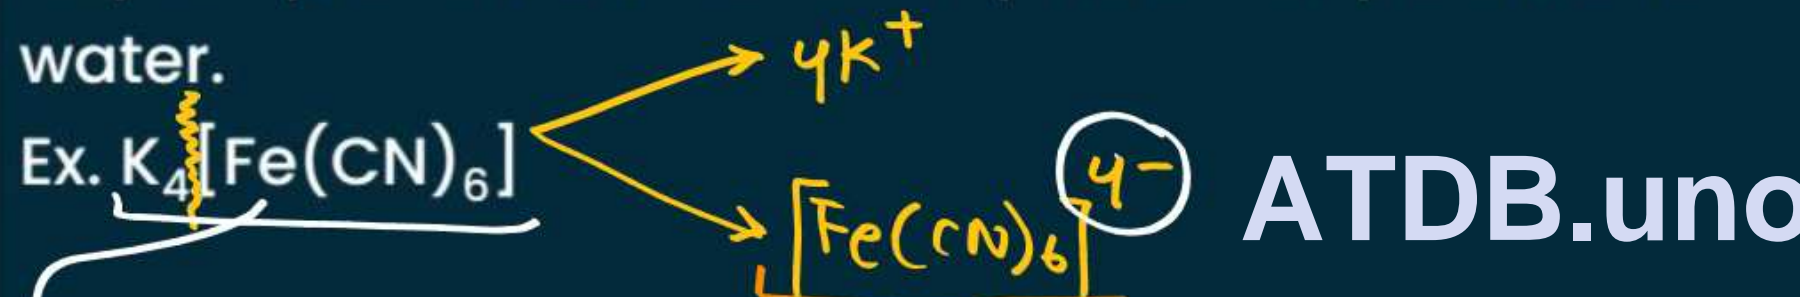 water.
4K⁺
Ex. K₄[Fe(CN)₆]
[Fe(CN)₆]⁴⁻
ATDB.uno